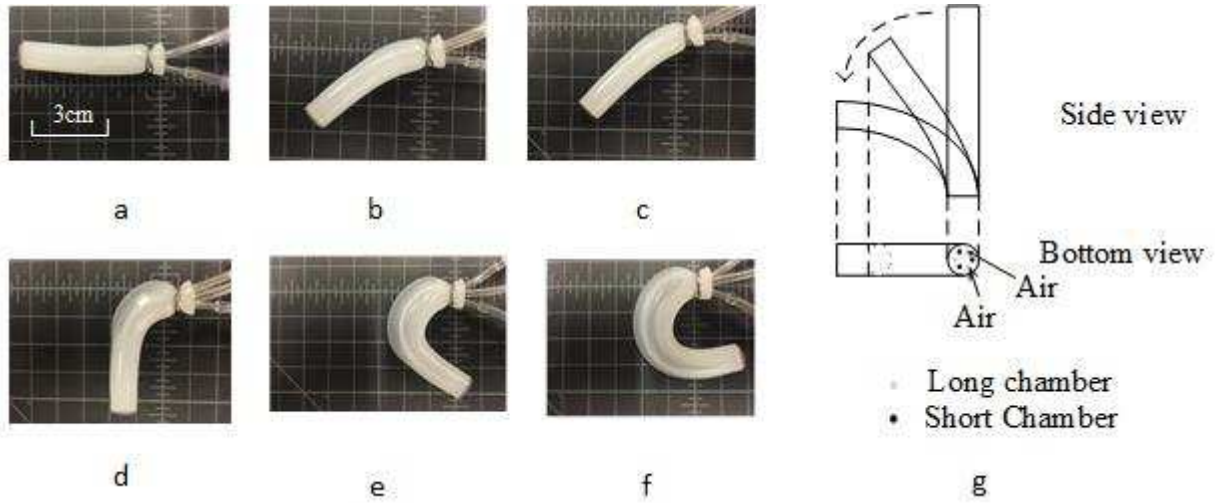 3cm
a
b
c
Side view
Bottom view
Air
Air
d
e
f
g
Long chamber
Short Chamber